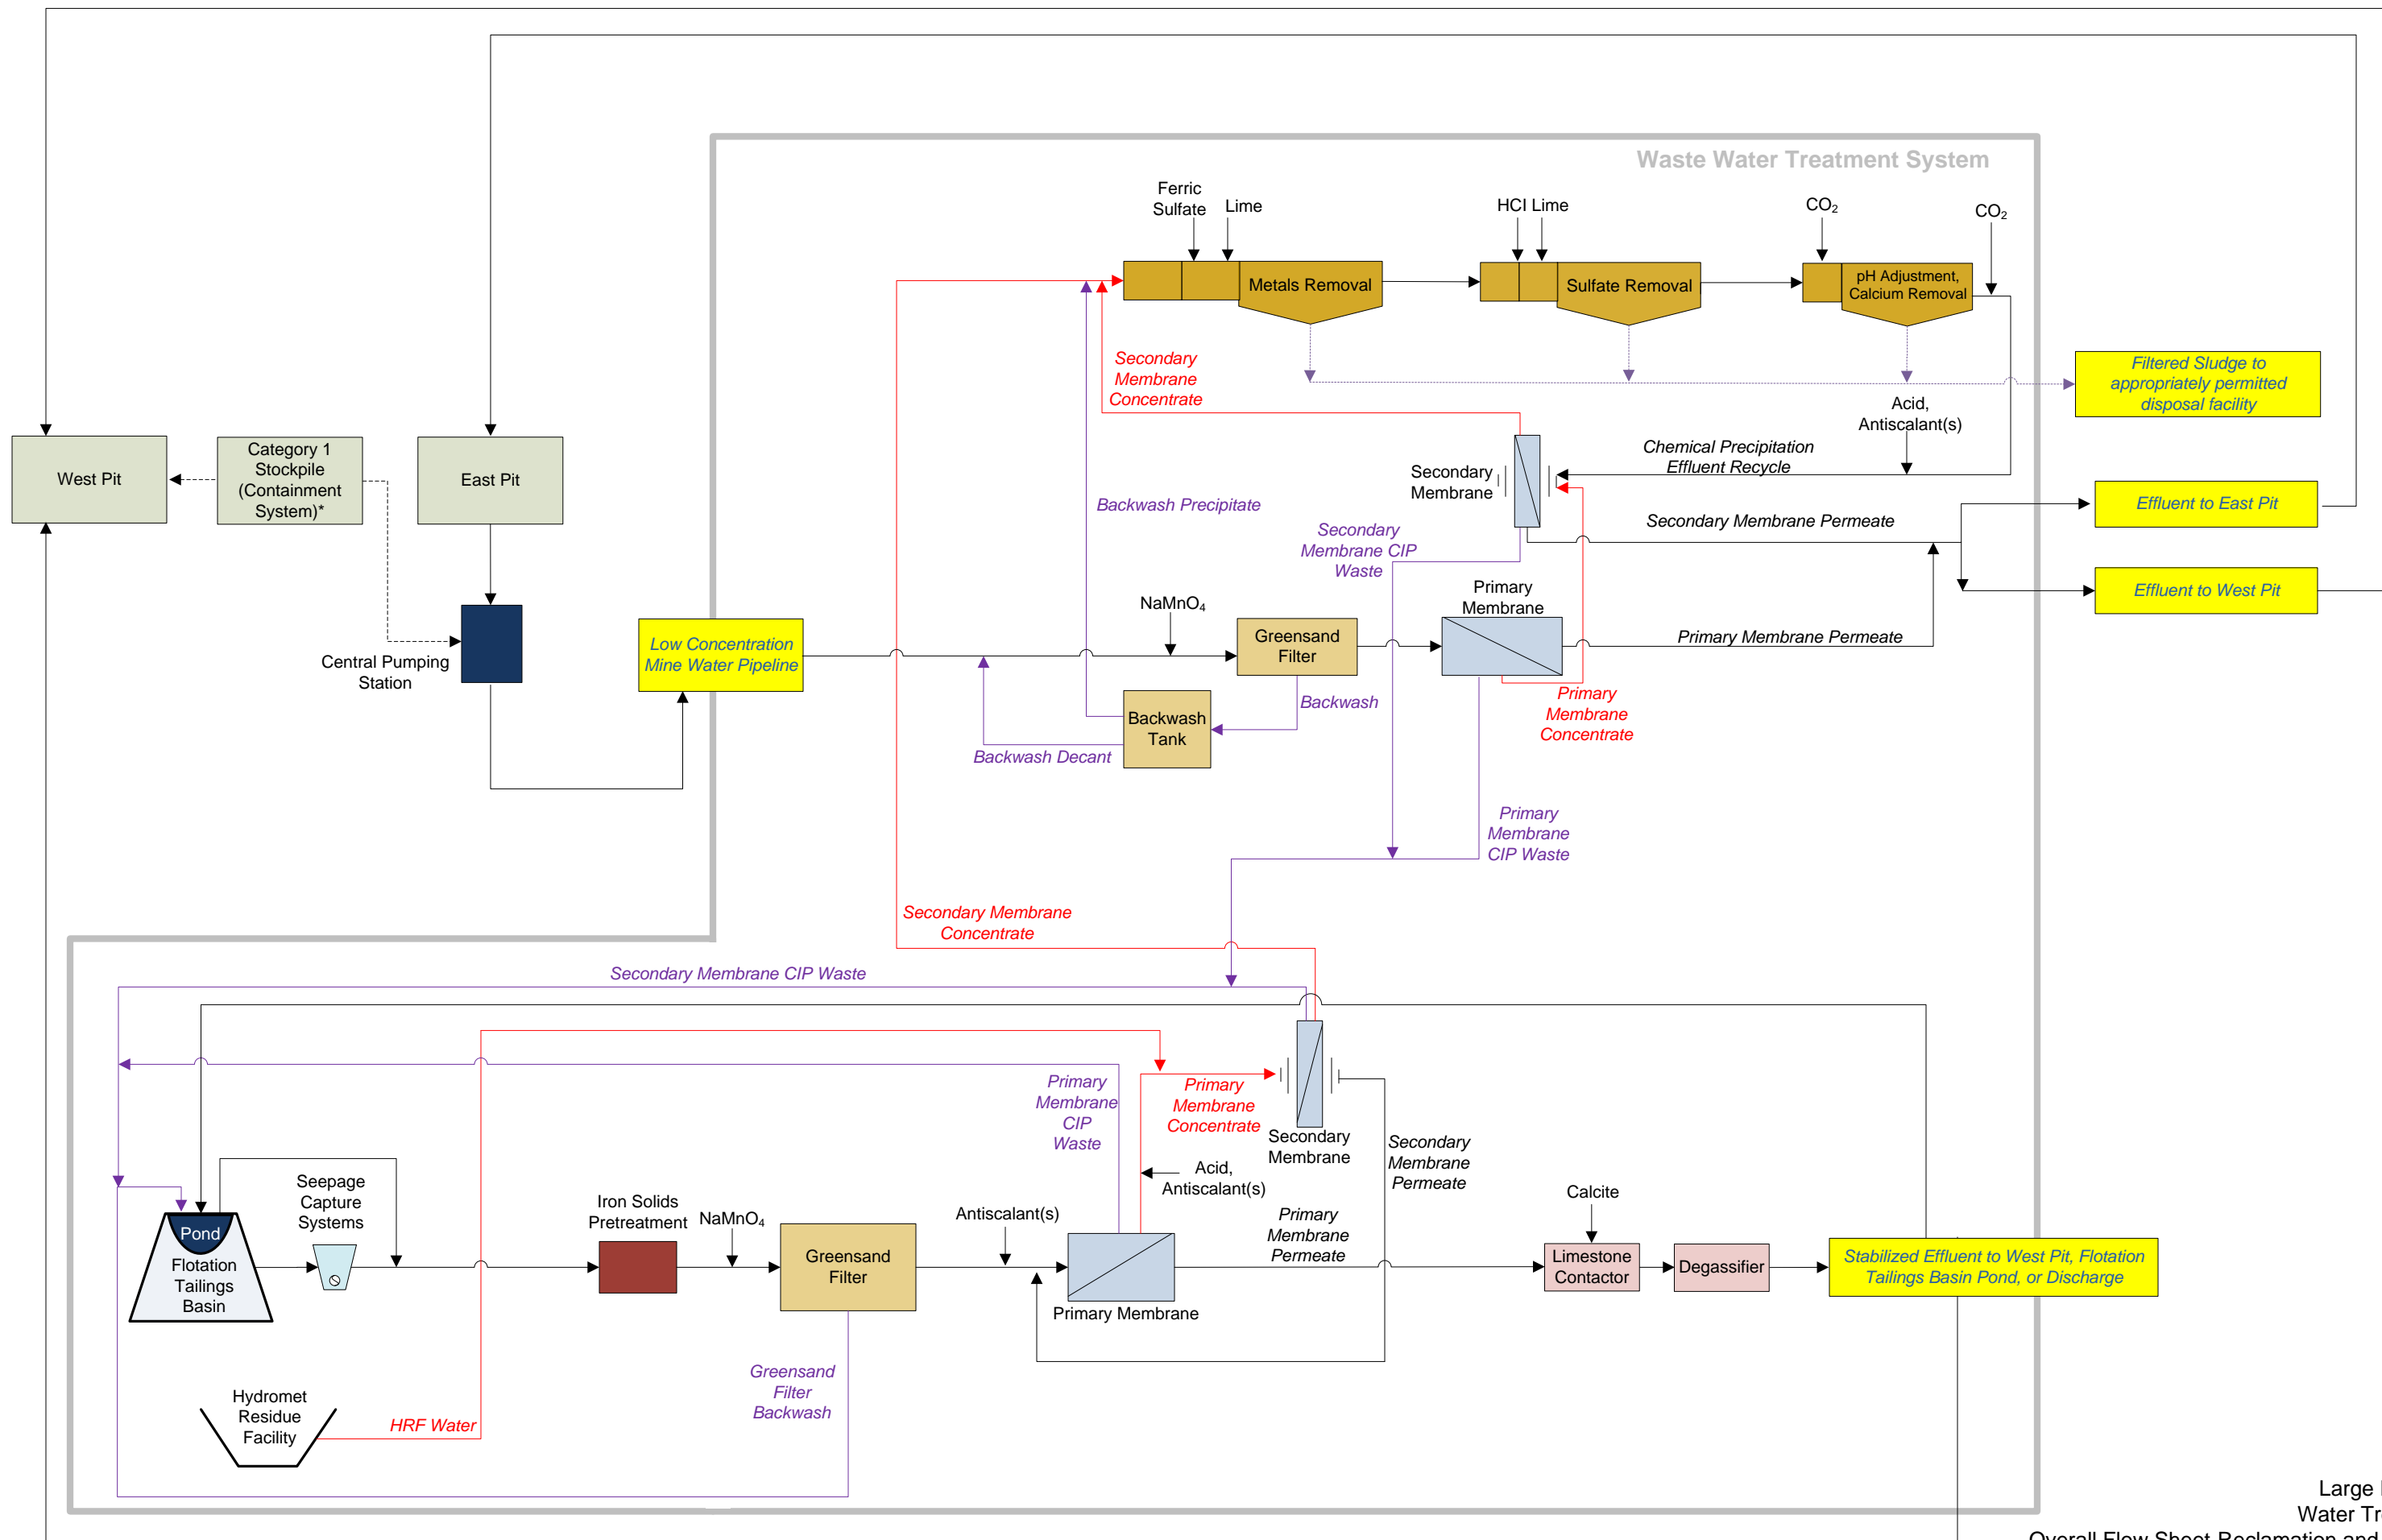 Waste Water Treatment System
Ferric
Sulfate
Lime
HCl Lime
CO₂
CO₂
Metals Removal
Sulfate Removal
pH Adjustment,
Calcium Removal
Secondary
Membrane
Concentrate
Filtered Sludge to
appropriately permitted
disposal facility
Acid,
Antiscalant(s)
Chemical Precipitation
Effluent Recycle
West Pit
Category 1
Stockpile
(Containment
System)*
East Pit
Secondary
Membrane
Backwash Precipitate
Effluent to East Pit
Secondary Membrane Permeate
Secondary
Membrane CIP
Waste
Primary
Membrane
Effluent to West Pit
NaMnO₄
Low Concentration
Mine Water Pipeline
Greensand
Filter
Primary Membrane Permeate
Central Pumping
Station
Backwash
Primary
Membrane
Concentrate
Backwash
Tank
Backwash Decant
Primary
Membrane
CIP Waste
Secondary Membrane
Concentrate
Secondary Membrane CIP Waste
Primary
Membrane
CIP
Waste
Primary
Membrane
Concentrate
Secondary
Membrane
Secondary
Membrane
Permeate
Acid,
Antiscalant(s)
Seepage
Capture
Systems
Iron Solids
Pretreatment
NaMnO₄
Antiscalant(s)
Primary
Membrane
Permeate
Calcite
Pond
Flotation
Tailings
Basin
Greensand
Filter
Primary Membrane
Limestone
Contactor
Degassifier
Stabilized Effluent to West Pit, Flotation
Tailings Basin Pond, or Discharge
Greensand
Filter
Backwash
Hydromet
Residue
Facility
HRF Water
Large
Water
Overall Flow Sheet-Reclamation and